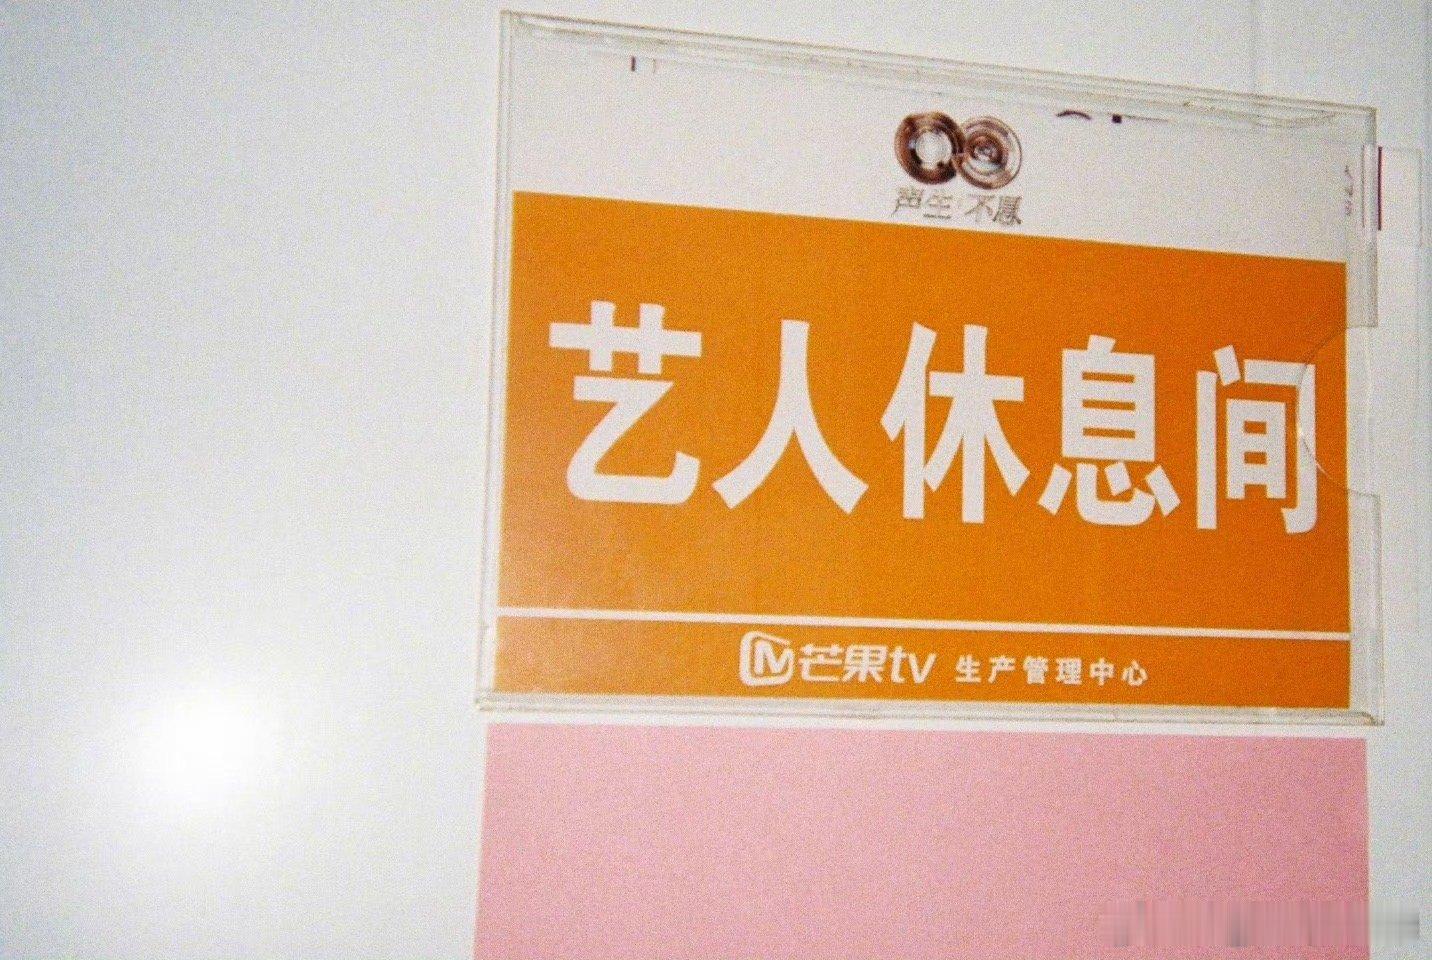 声生不息
艺人休息间
芒果tv 生产管理中心